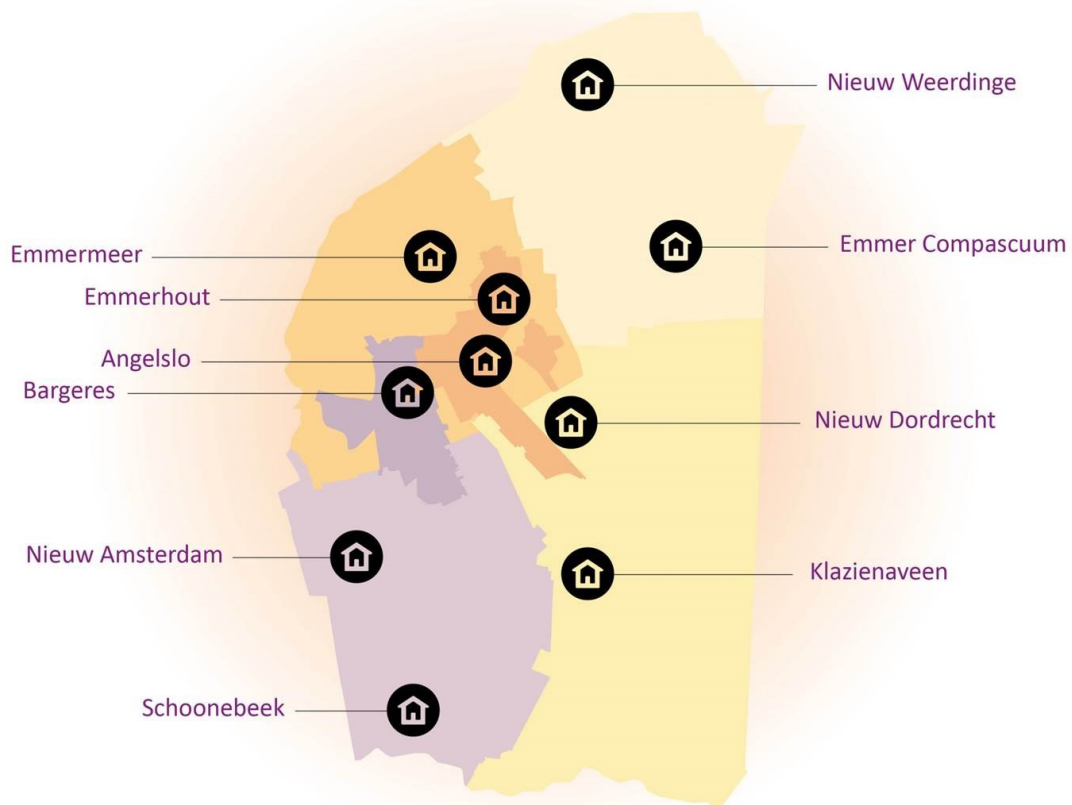 Nieuw Weerdinge
Emmer Compascuum
Emmermeer
Emmerhout
Angelslo
Bargeres
Nieuw Dordrecht
Nieuw Amsterdam
Klazienaveen
Schoonebeek